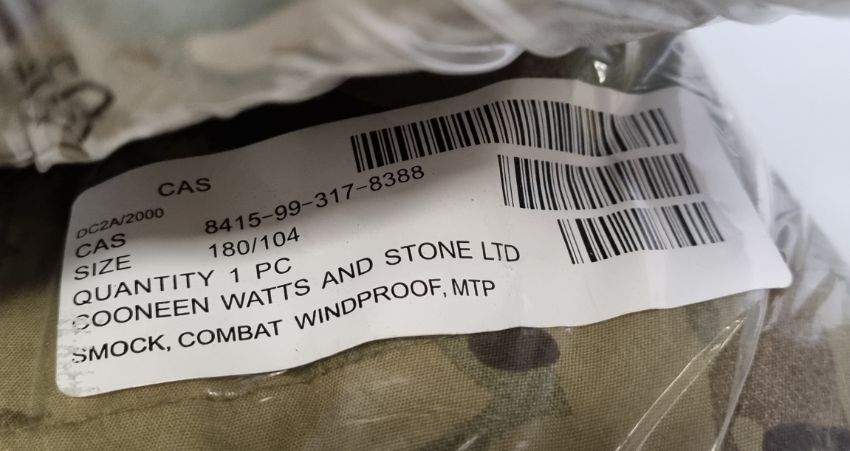 CAS
DC2A/2000
CAS 8415-99-317-8388
SIZE 180/104
QUANTITY 1 PC
COONEEN WATTS AND STONE LTD
SMOCK, COMBAT WINDPROOF, MTP